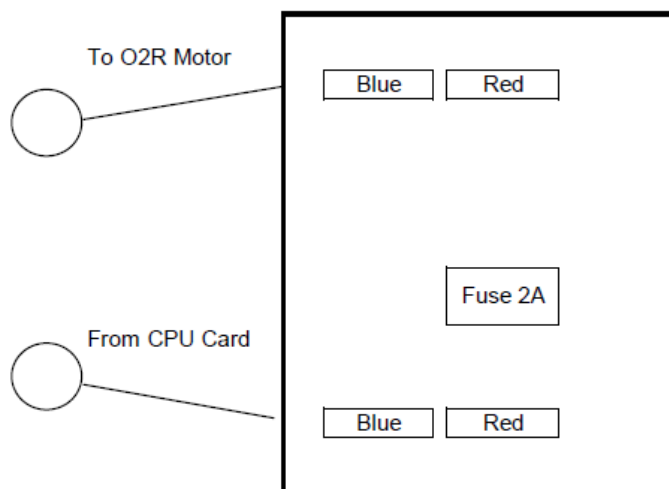 To O2R Motor
Blue Red
Fuse 2A
From CPU Card
Blue Red